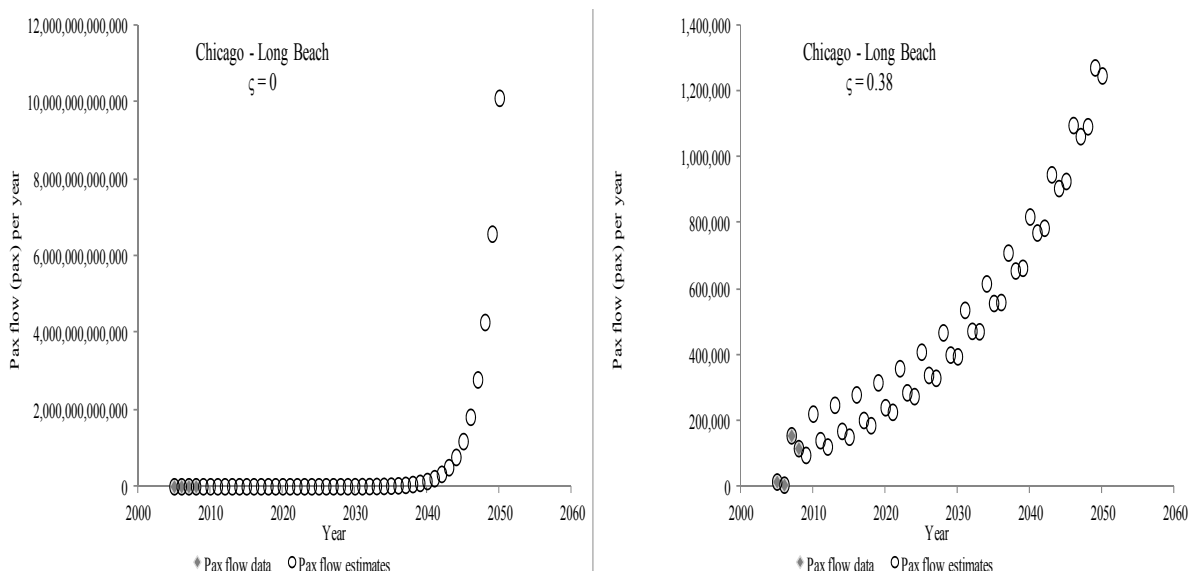 Chicago - Long Beach
ς = 0
Pax flow (pax) per year
12,000,000,000,000
10,000,000,000,000
8,000,000,000,000
6,000,000,000,000
4,000,000,000,000
2,000,000,000,000
0
2000 2010 2020 2030 2040 2050 2060
Year
Pax flow data Pax flow estimates
Chicago - Long Beach
ς = 0.38
Pax flow (pax) per year
1,400,000
1,200,000
1,000,000
800,000
600,000
400,000
200,000
0
2000 2010 2020 2030 2040 2050 2060
Year
Pax flow data Pax flow estimates